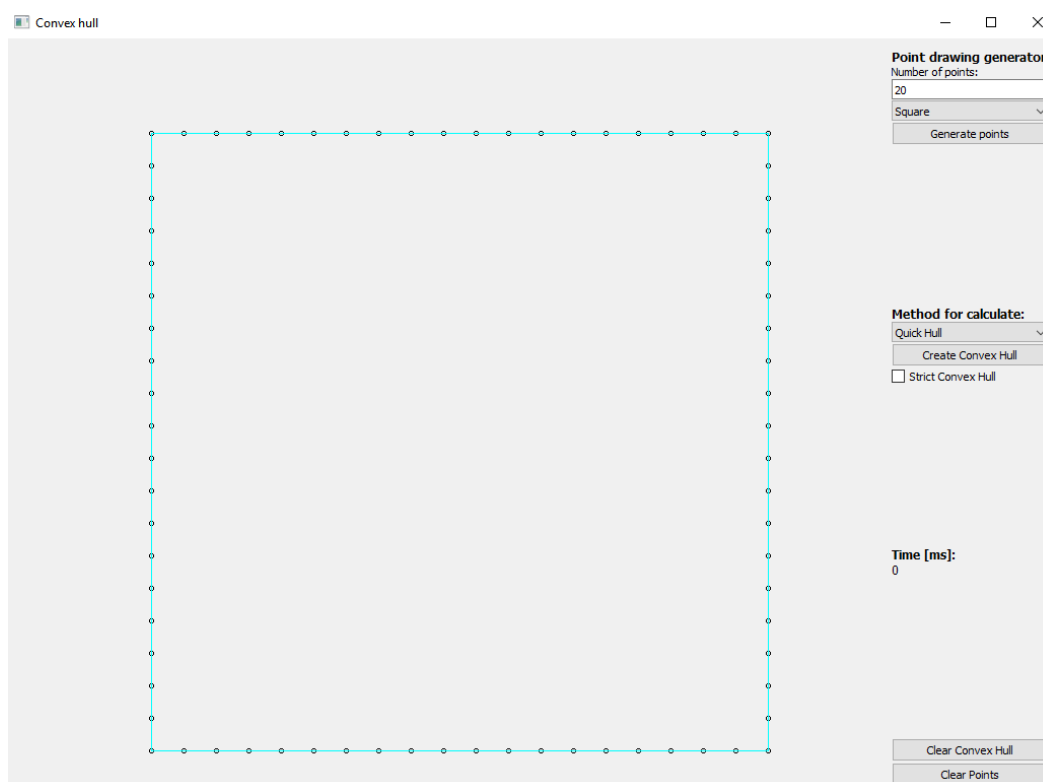 Convex hull
Point drawing generator
Number of points:
20
Square
Generate points
Method for calculate:
Quick Hull
Create Convex Hull
Strict Convex Hull
Time [ms]:
0
Clear Convex Hull
Clear Points